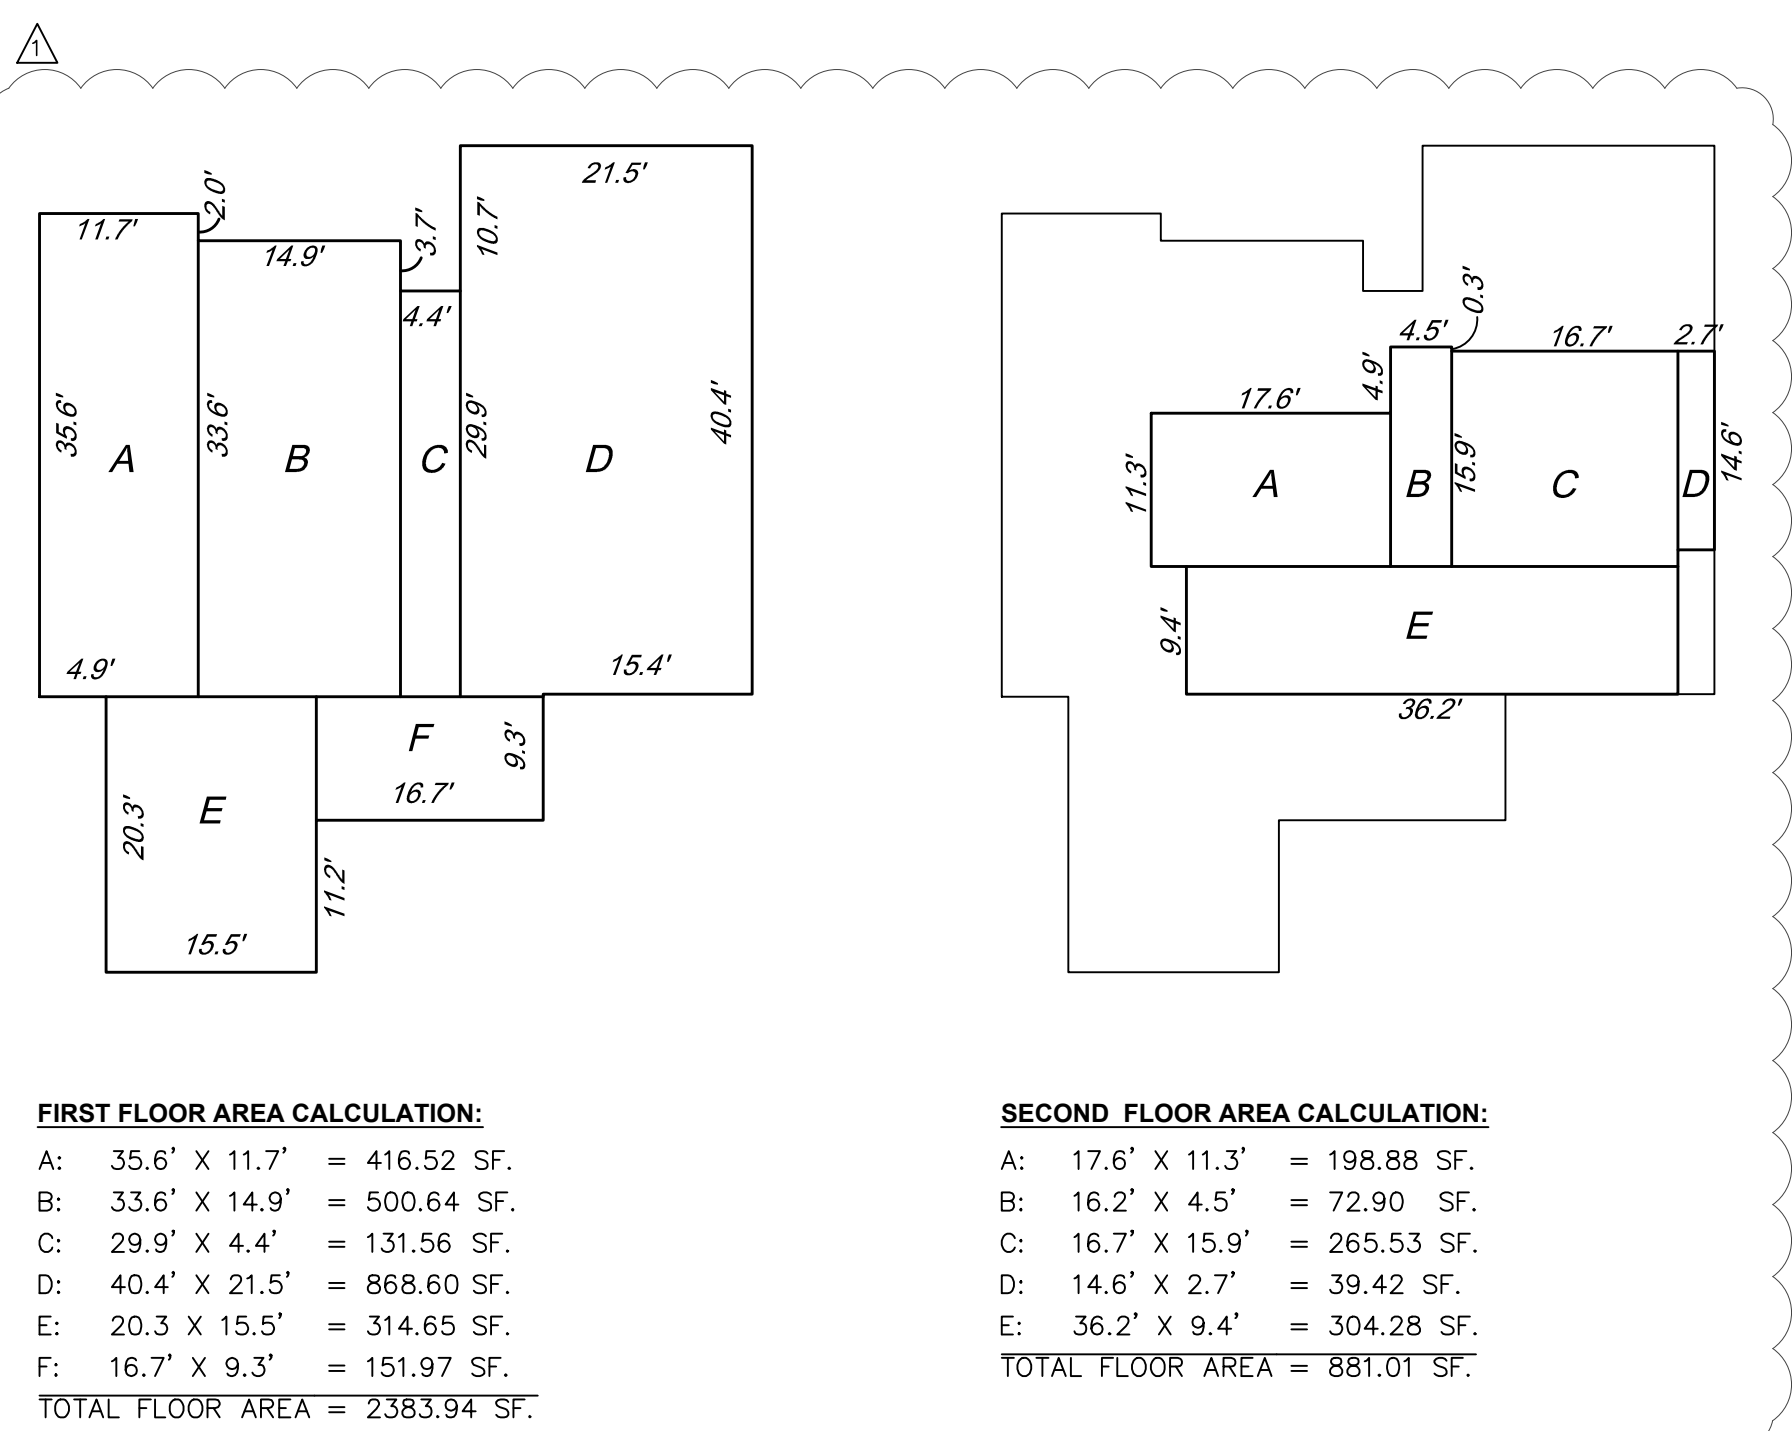 1
21.5'
2.0'
11.7'
3.7'
10.7'
14.9'
4.4'
35.6'
33.6'
29.9'
40.4'
A
B
C
D
4.9'
15.4'
F
9.3'
16.7'
E
20.3'
11.2'
15.5'
0.3'
4.5'
16.7'
2.7'
4.9'
17.6'
11.3'
15.9'
14.6'
A
B
C
D
9.4'
E
36.2'
FIRST FLOOR AREA CALCULATION:
A: 35.6' X 11.7' = 416.52 SF.
B: 33.6' X 14.9' = 500.64 SF.
C: 29.9' X 4.4' = 131.56 SF.
D: 40.4' X 21.5' = 868.60 SF.
E: 20.3 X 15.5' = 314.65 SF.
F: 16.7' X 9.3' = 151.97 SF.
TOTAL FLOOR AREA = 2383.94 SF.
SECOND FLOOR AREA CALCULATION:
A: 17.6' X 11.3' = 198.88 SF.
B: 16.2' X 4.5' = 72.90 SF.
C: 16.7' X 15.9' = 265.53 SF.
D: 14.6' X 2.7' = 39.42 SF.
E: 36.2' X 9.4' = 304.28 SF.
TOTAL FLOOR AREA = 881.01 SF.